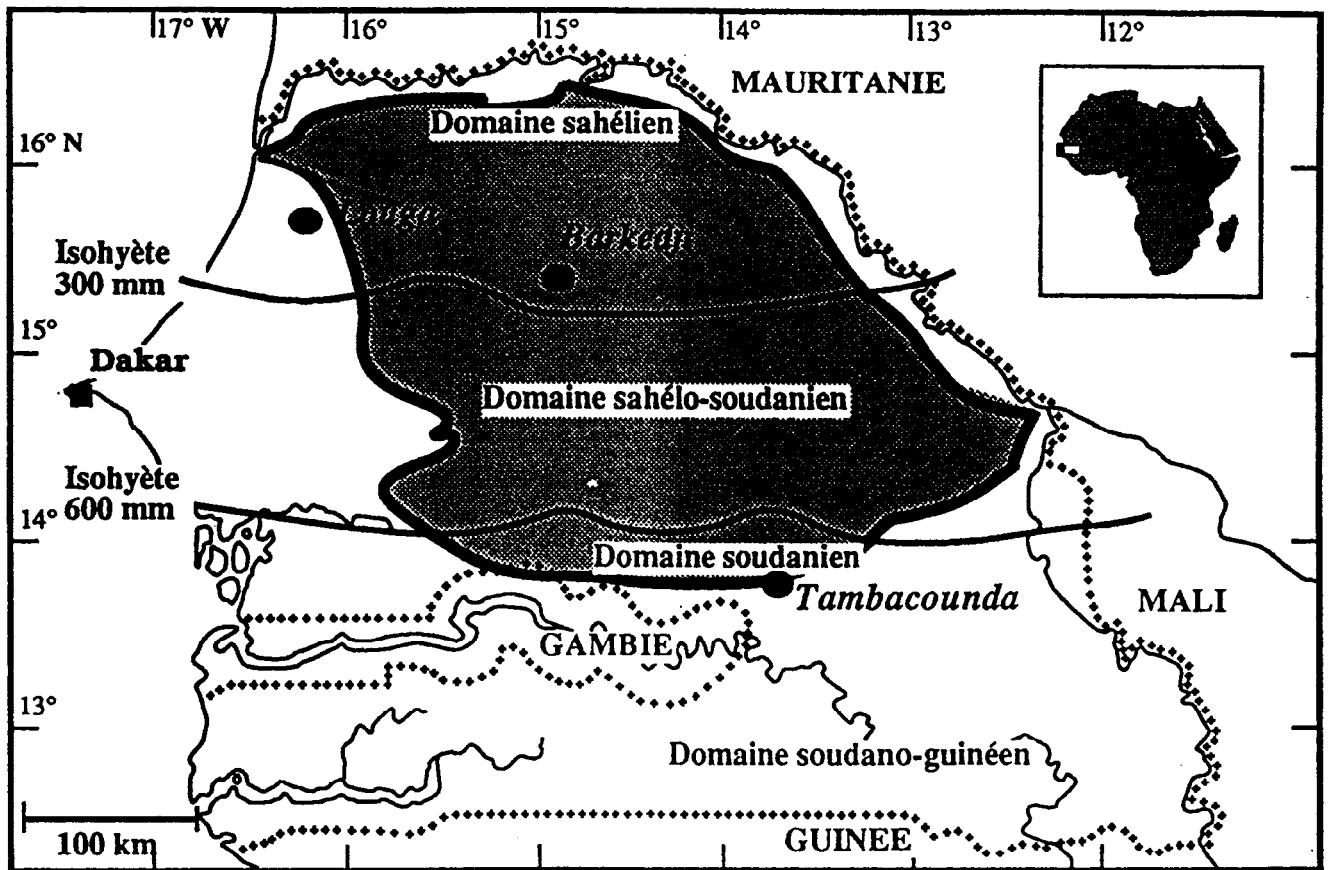 17° W
16°
15°
14°
13°
12°
MAURITANIE
Domaine sahélien
16° N
Barkedji
Isohyète
300 mm
15°
Dakar
Domaine sahélo-soudanien
Isohyète
600 mm
14°
Domaine soudanien
Tambacounda
MALI
GAMBIE
13°
Domaine soudano-guinéen
100 km
GUINEE